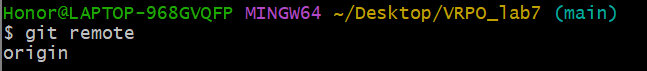 Honor@LAPTOP-968GVQFP MINGW64 ~/Desktop/VRPO_lab7 (main)
$ git remote
origin